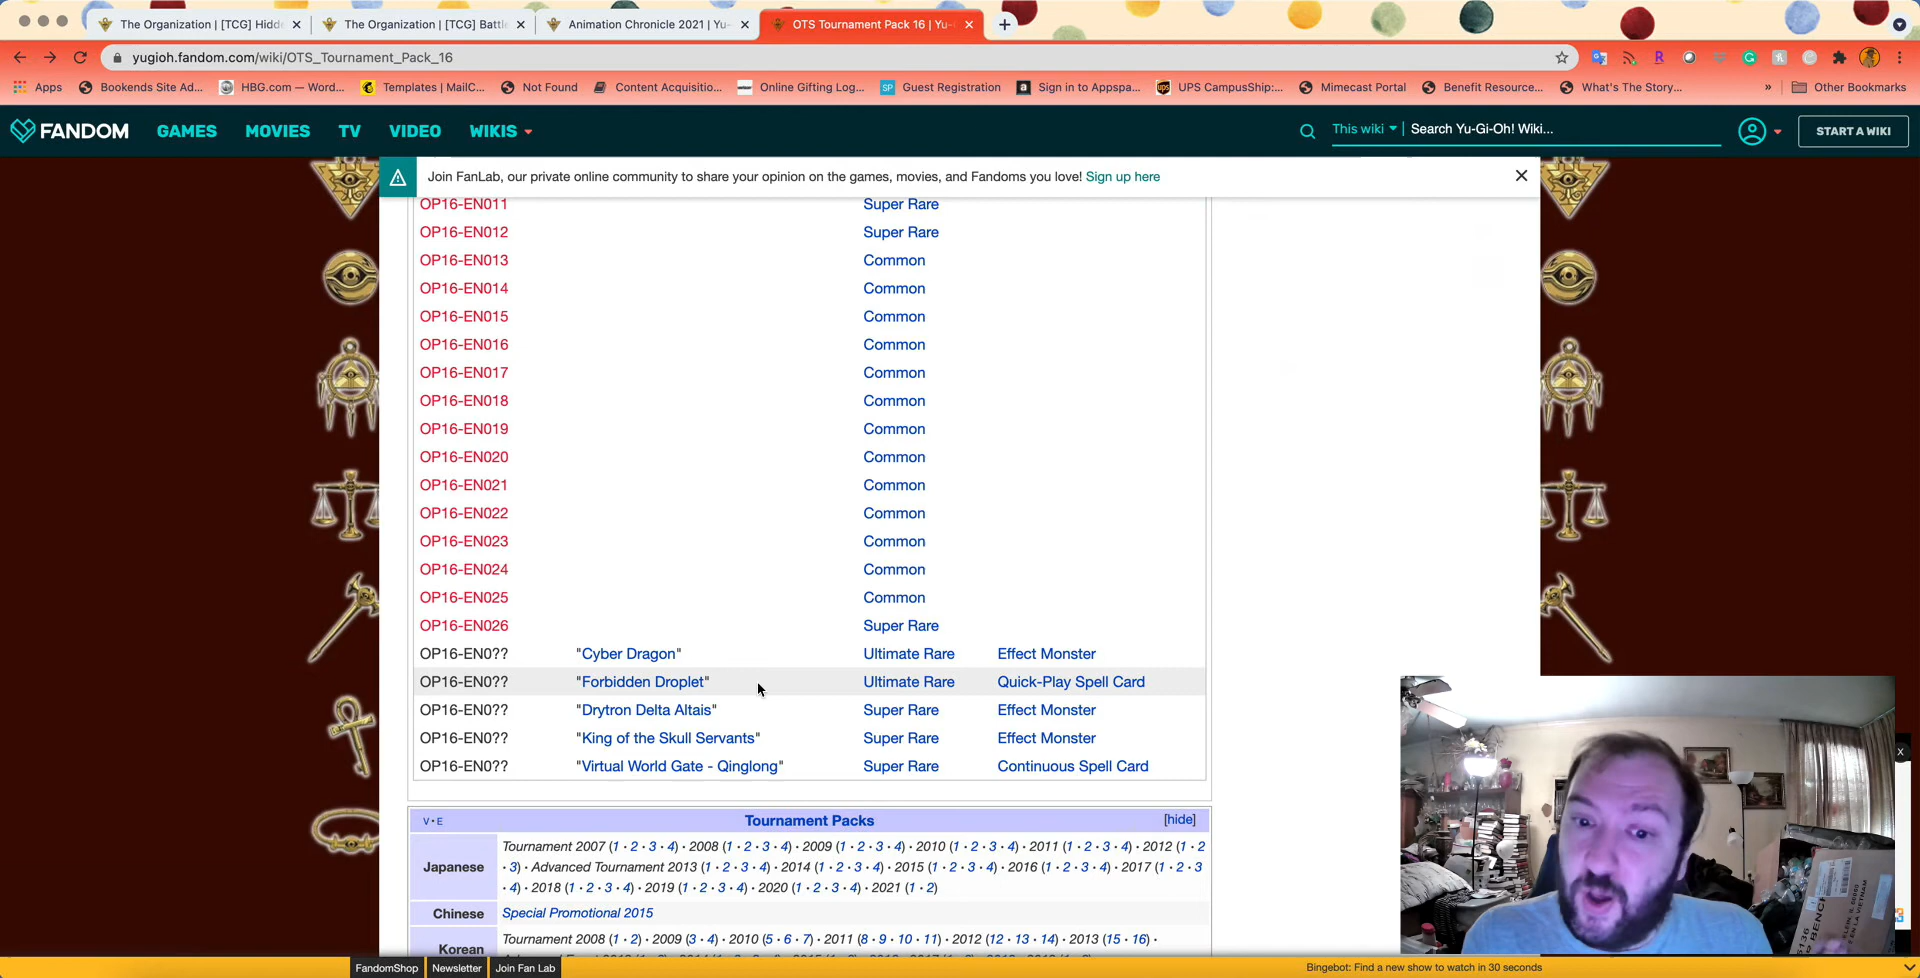 The Organization | [TCG] Hidd
The Organization | [TCG] Battl
Animation Chronicle 2021 | Yu-
OTS Tournament Pack 16 | Yu-
yugioh.fandom.com/wiki/OTS_Tournament_Pack_16
Apps Bookends Site Ad... HBG.com — Word... Templates | MailC... Not Found Content Acquisitio... Online Gifting Log... SP Guest Registration Sign in to Appspa... UPS CampusShip:... Mimecast Portal Benefit Resource... What's The Story... » Other Bookmarks
FANDOM GAMES MOVIES TV VIDEO WIKIS This wiki Search Yu-Gi-Oh! Wiki... START A WIKI
Join FanLab, our private online community to share your opinion on the games, movies, and Fandoms you love! Sign up here
OP16-EN011 Super Rare
OP16-EN012 Super Rare
OP16-EN013 Common
OP16-EN014 Common
OP16-EN015 Common
OP16-EN016 Common
OP16-EN017 Common
OP16-EN018 Common
OP16-EN019 Common
OP16-EN020 Common
OP16-EN021 Common
OP16-EN022 Common
OP16-EN023 Common
OP16-EN024 Common
OP16-EN025 Common
OP16-EN026 Super Rare
OP16-EN0?? "Cyber Dragon" Ultimate Rare Effect Monster
OP16-EN0?? "Forbidden Droplet" Ultimate Rare Quick-Play Spell Card
OP16-EN0?? "Drytron Delta Altais" Super Rare Effect Monster
OP16-EN0?? "King of the Skull Servants" Super Rare Effect Monster
OP16-EN0?? "Virtual World Gate - Qinglong" Super Rare Continuous Spell Card
V·E Tournament Packs [hide]
Japanese
Tournament 2007 (1 · 2 · 3 · 4) · 2008 (1 · 2 · 3 · 4) · 2009 (1 · 2 · 3 · 4) · 2010 (1 · 2 · 3 · 4) · 2011 (1 · 2 · 3 · 4) · 2012 (1 · 2
· 3) · Advanced Tournament 2013 (1 · 2 · 3 · 4) · 2014 (1 · 2 · 3 · 4) · 2015 (1 · 2 · 3 · 4) · 2016 (1 · 2 · 3 · 4) · 2017 (1 · 2 · 3
· 4) · 2018 (1 · 2 · 3 · 4) · 2019 (1 · 2 · 3 · 4) · 2020 (1 · 2 · 3 · 4) · 2021 (1 · 2)
Chinese Special Promotional 2015
Korean Tournament 2008 (1 · 2) · 2009 (3 · 4) · 2010 (5 · 6 · 7) · 2011 (8 · 9 · 10 · 11) · 2012 (12 · 13 · 14) · 2013 (15 · 16) ·
FandomShop Newsletter Join Fan Lab Bingebot: Find a new show to watch in 30 seconds